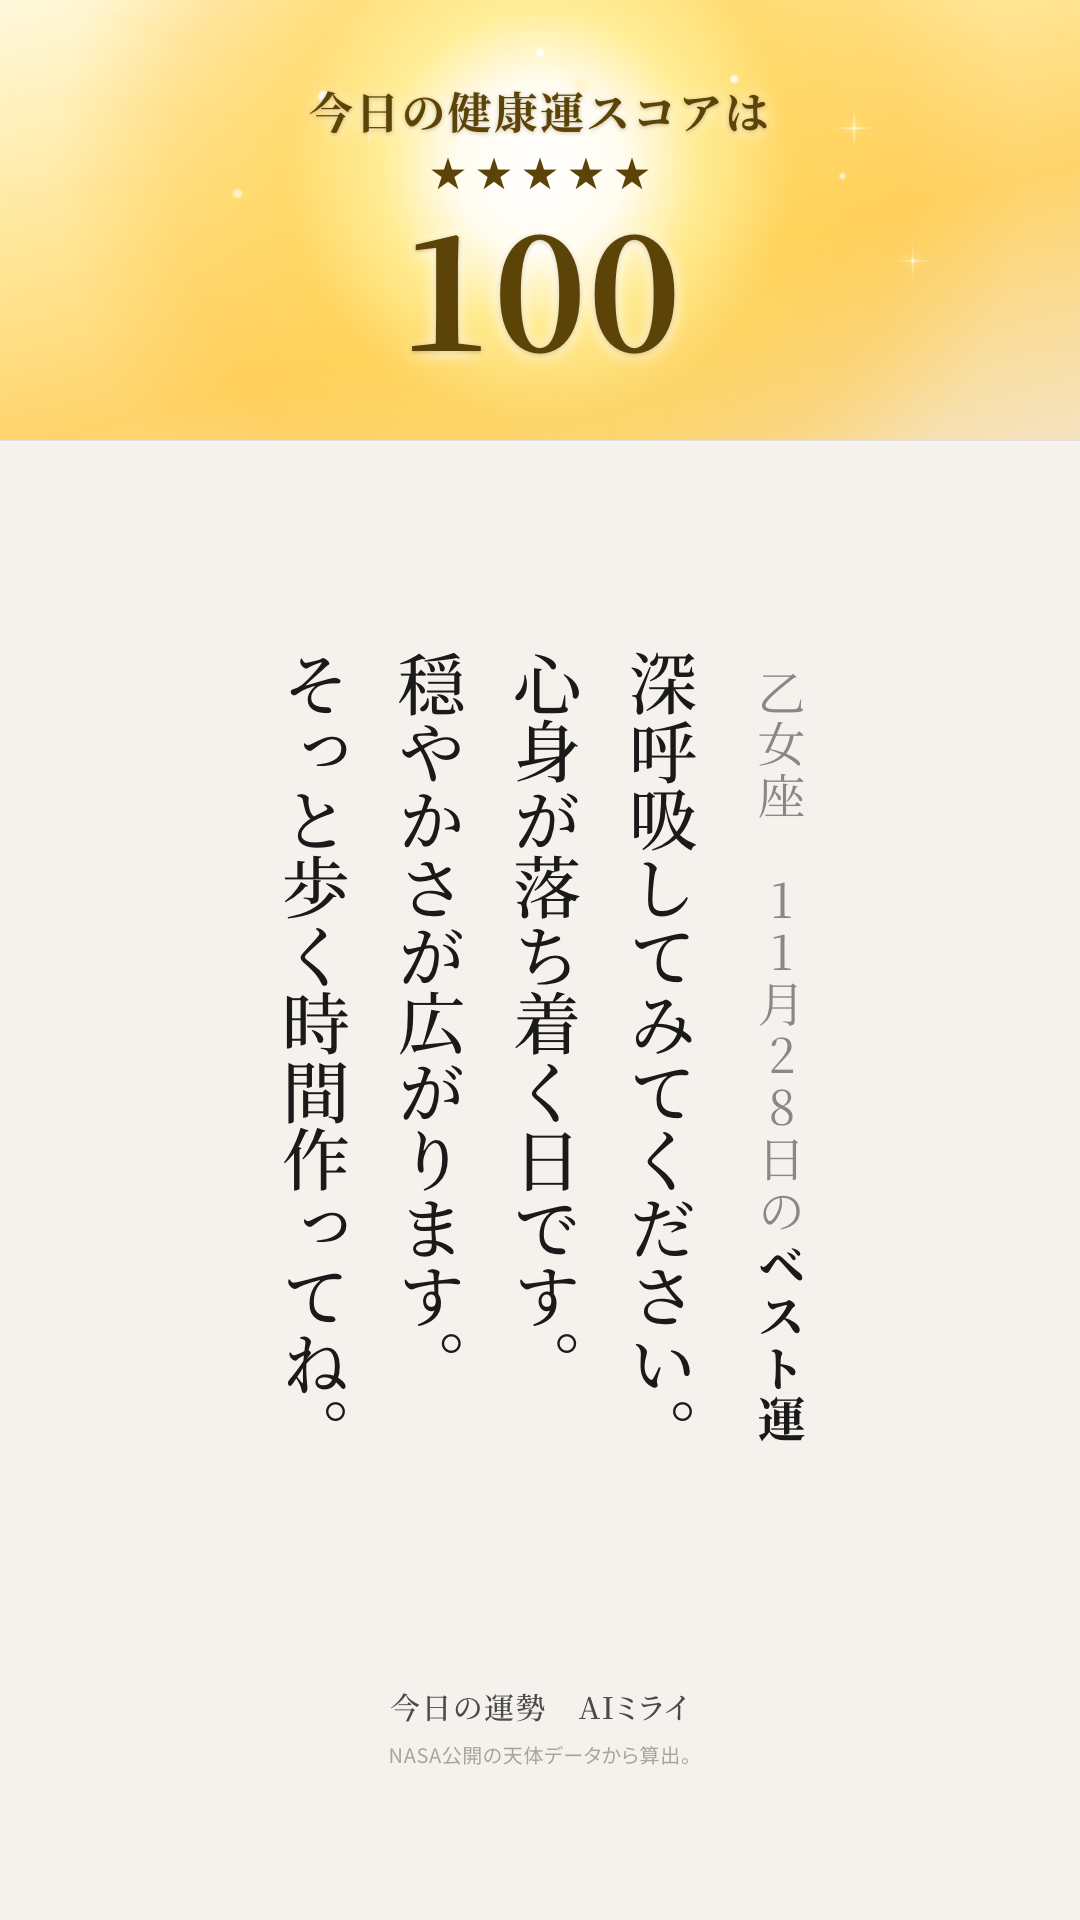 今日の健康運スコアは
★★★★★
100
乙女座　11月28日のベスト運
深呼吸してみてください。
心身が落ち着く日です。
穏やかさが広がります。
そっと歩く時間作ってね。
今日の運勢　AIミライ
NASA公開の天体データから算出。